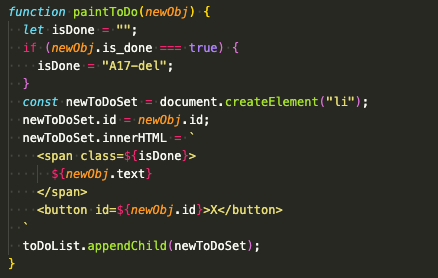 function paintToDo(newObj) {
  let isDone = "";
  if (newObj.is_done === true) {
    isDone = "A17-del";
  }
  const newToDoSet = document.createElement("li");
  newToDoSet.id = newObj.id;
  newToDoSet.innerHTML = `
    <span class=${isDone}>
      ${newObj.text}
    </span>
    <button id=${newObj.id}>X</button>
  `
  toDoList.appendChild(newToDoSet);
}